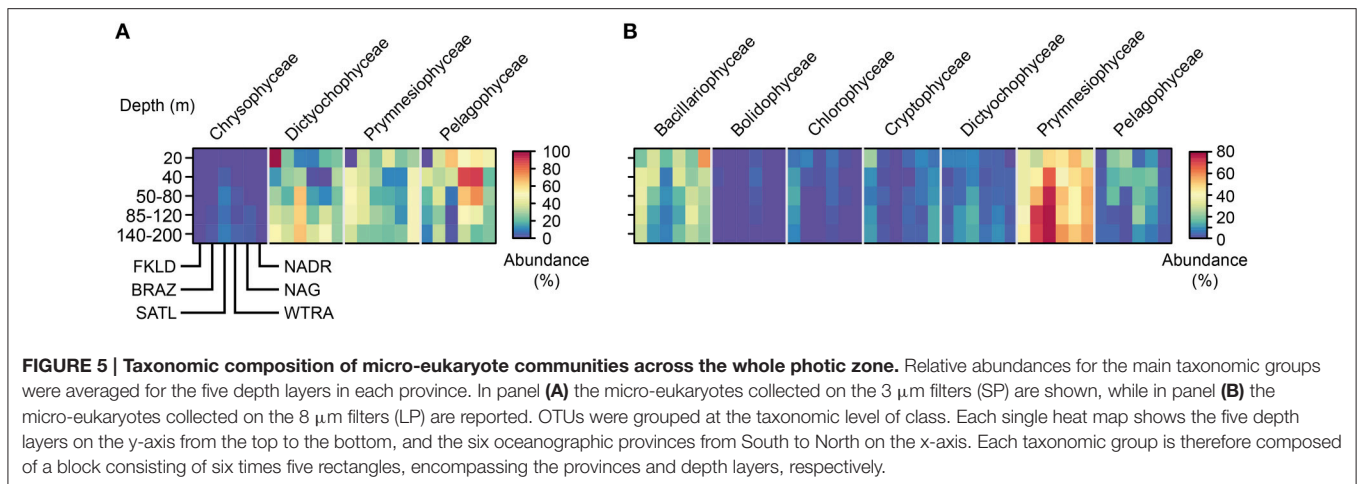 A
B
Depth (m)
Chrysophyceae
Dictyochophyceae
Prymnesiophyceae
Pelagophyceae
20
40
50-80
85-120
140-200
100
80
60
40
20
0
Abundance
(%)
FKLD
BRAZ
SATL
NADR
NAG
WTRA
Bacillariophyceae
Bolidophyceae
Chlorophyceae
Cryptophyceae
Dictyochophyceae
Prymnesiophyceae
Pelagophyceae
80
60
40
20
0
Abundance
(%)
FIGURE 5 | Taxonomic composition of micro-eukaryote communities across the whole photic zone. Relative abundances for the main taxonomic groups
were averaged for the five depth layers in each province. In panel (A) the micro-eukaryotes collected on the 3 μm filters (SP) are shown, while in panel (B) the
micro-eukaryotes collected on the 8 μm filters (LP) are reported. OTUs were grouped at the taxonomic level of class. Each single heat map shows the five depth
layers on the y-axis from the top to the bottom, and the six oceanographic provinces from South to North on the x-axis. Each taxonomic group is therefore composed
of a block consisting of six times five rectangles, encompassing the provinces and depth layers, respectively.